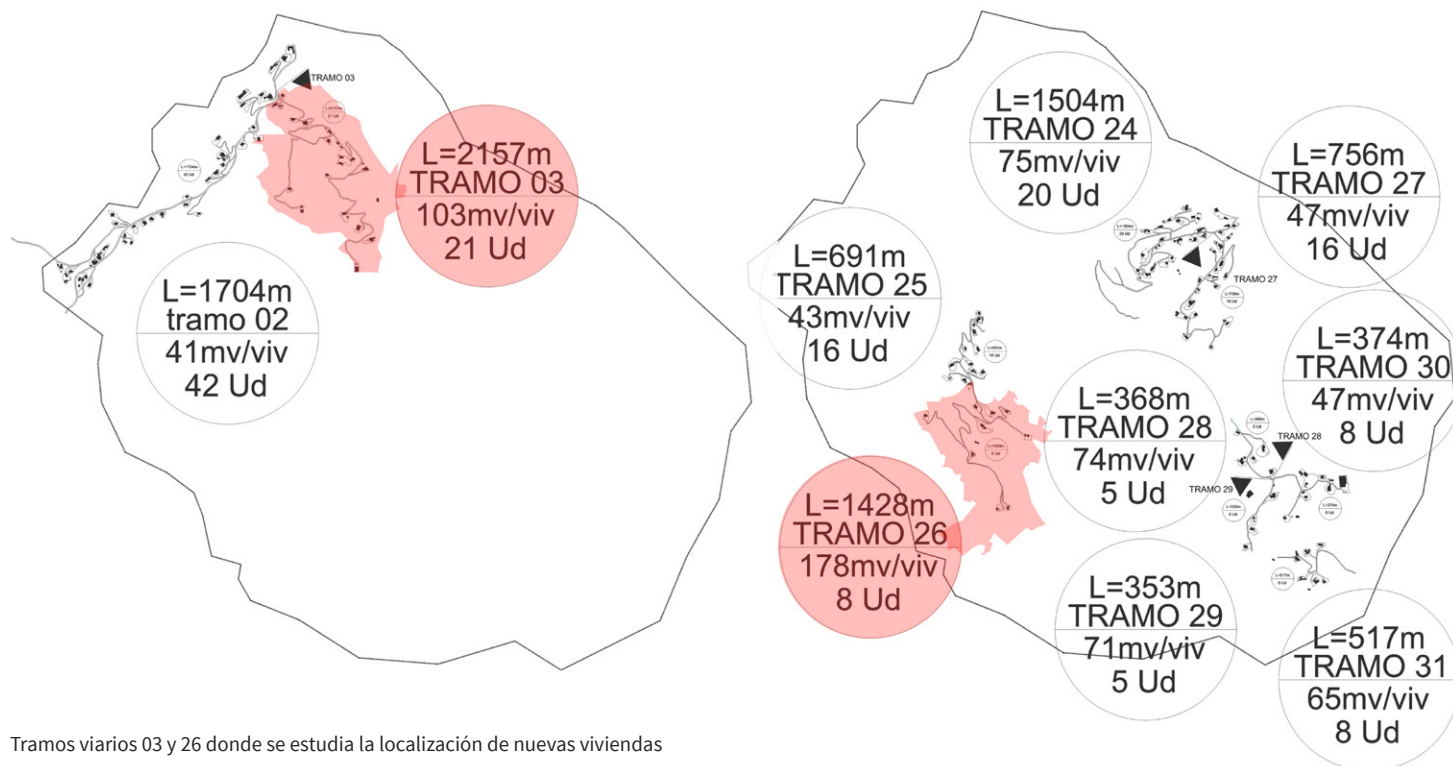 TRAMO 03
L=2157m
TRAMO 03
103mv/viv
21 Ud
L=1704m
tramo 02
41mv/viv
42 Ud
L=1504m
TRAMO 24
75mv/viv
20 Ud
L=756m
TRAMO 27
47mv/viv
16 Ud
L=691m
TRAMO 25
43mv/viv
16 Ud
TRAMO 27
L=374m
TRAMO 30
47mv/viv
8 Ud
L=368m
TRAMO 28
74mv/viv
5 Ud
TRAMO 28
TRAMO 29
L=1428m
TRAMO 26
178mv/viv
8 Ud
L=353m
TRAMO 29
71mv/viv
5 Ud
L=517m
TRAMO 31
65mv/viv
8 Ud
Tramos viarios 03 y 26 donde se estudia la localización de nuevas viviendas